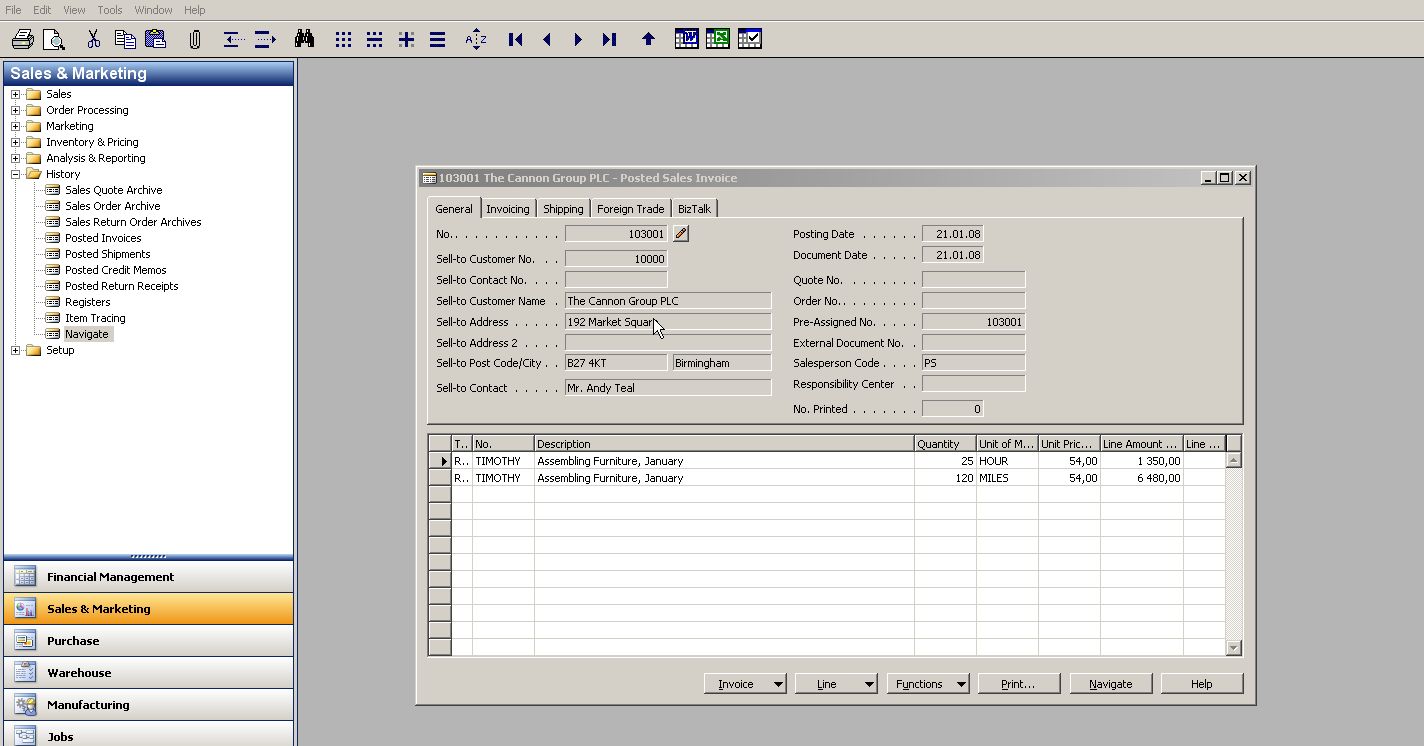 File Edit View Tools Window Help
Sales & Marketing
Sales
Order Processing
Marketing
Inventory & Pricing
Analysis & Reporting
History
Sales Quote Archive
Sales Order Archive
Sales Return Order Archives
Posted Invoices
Posted Shipments
Posted Credit Memos
Posted Return Receipts
Registers
Item Tracing
Navigate
Setup
Financial Management
Sales & Marketing
Purchase
Warehouse
Manufacturing
Jobs
103001 The Cannon Group PLC - Posted Sales Invoice
General Invoicing Shipping Foreign Trade BizTalk
No. . . . . . . . . . . . 103001
Sell-to Customer No. . . . 10000
Sell-to Contact No. . . .
Sell-to Customer Name . The Cannon Group PLC
Sell-to Address . . . . . 192 Market Squar
Sell-to Address 2 . . . .
Sell-to Post Code/City . . B27 4KT Birmingham
Sell-to Contact . . . . . Mr. Andy Teal
Posting Date . . . . . . 21.01.08
Document Date . . . . . 21.01.08
Quote No. . . . . . . .
Order No. . . . . . . .
Pre-Assigned No. . . . . 103001
External Document No. .
Salesperson Code . . . . PS
Responsibility Center . .
No. Printed . . . . . . . 0
T.. No. Description Quantity Unit of M... Unit Pric... Line Amount ... Line ...
R.. TIMOTHY Assembling Furniture, January 25 HOUR 54,00 1 350,00
R.. TIMOTHY Assembling Furniture, January 120 MILES 54,00 6 480,00
Invoice Line Functions Print... Navigate Help